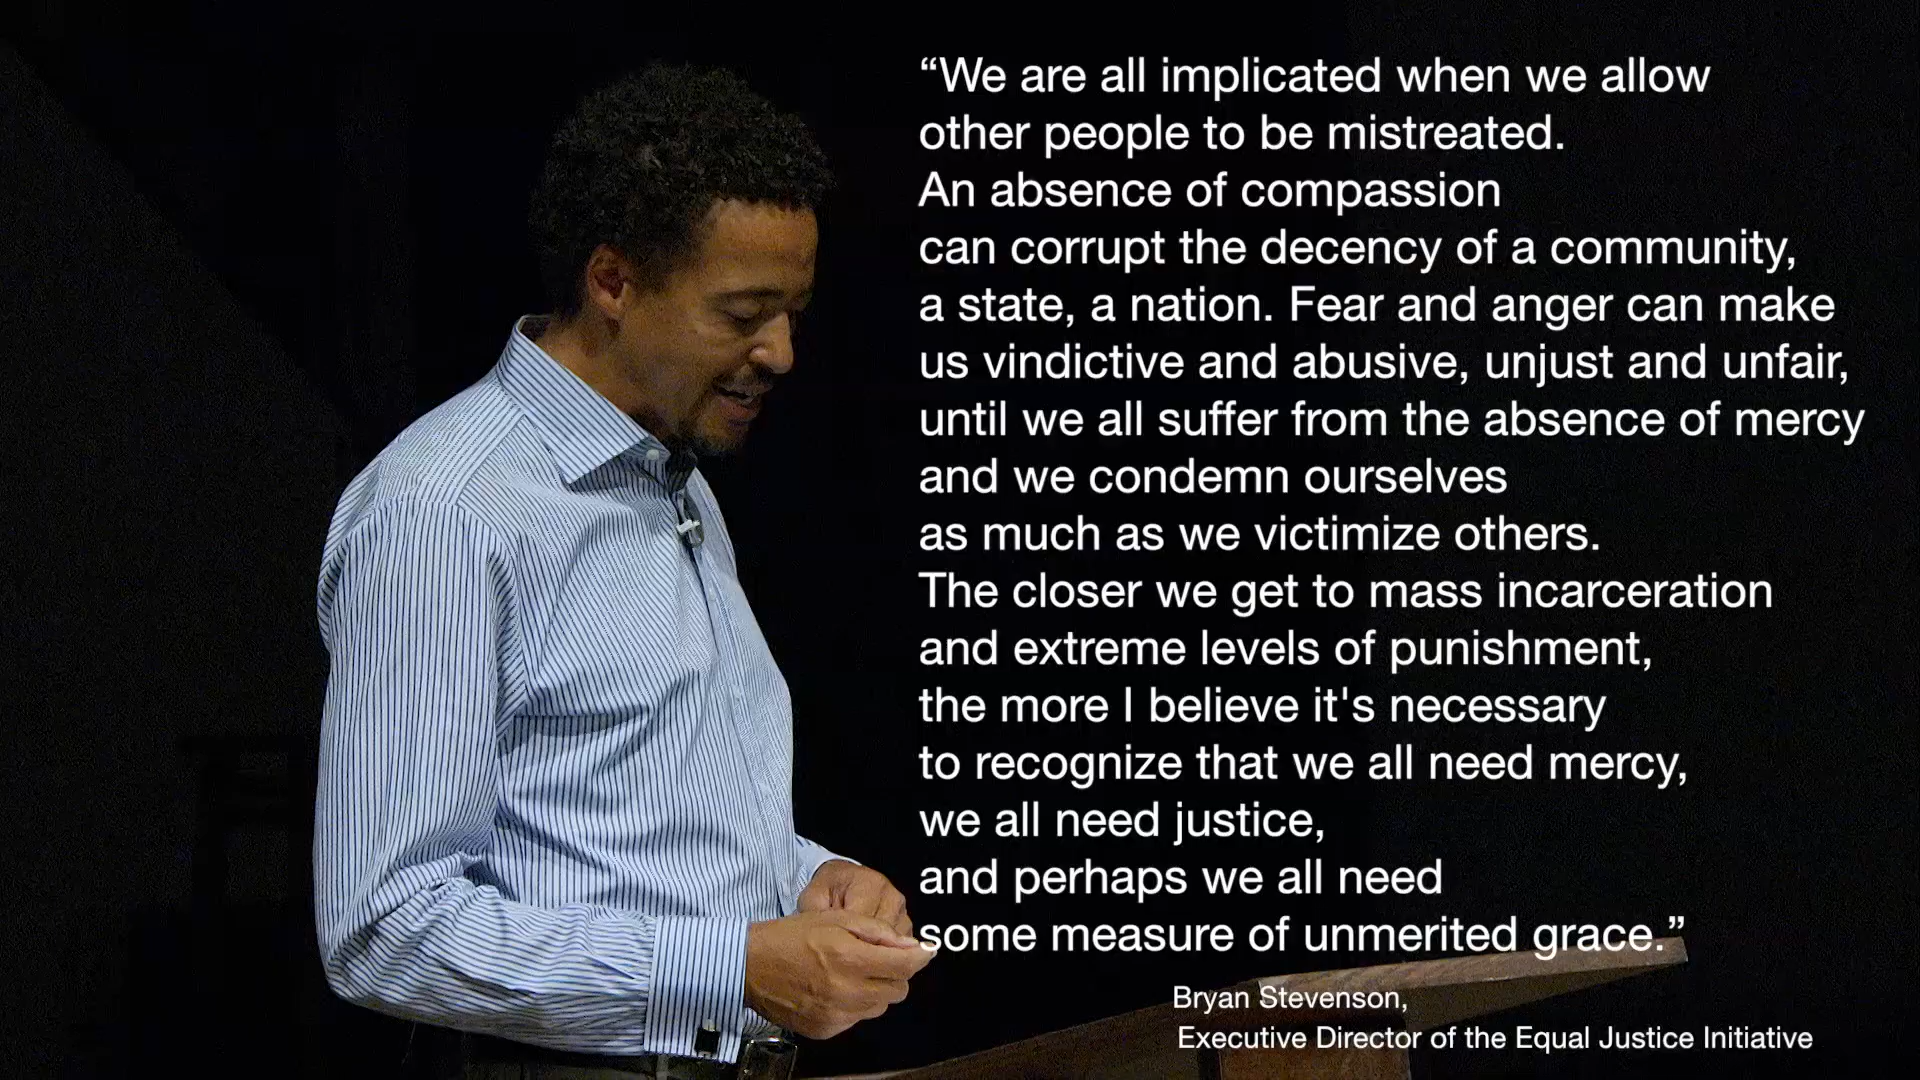 “We are all implicated when we allow
other people to be mistreated.
An absence of compassion
can corrupt the decency of a community,
a state, a nation. Fear and anger can make
us vindictive and abusive, unjust and unfair,
until we all suffer from the absence of mercy
and we condemn ourselves
as much as we victimize others.
The closer we get to mass incarceration
and extreme levels of punishment,
the more I believe it's necessary
to recognize that we all need mercy,
we all need justice,
and perhaps we all need
some measure of unmerited grace.”
Bryan Stevenson,
Executive Director of the Equal Justice Initiative